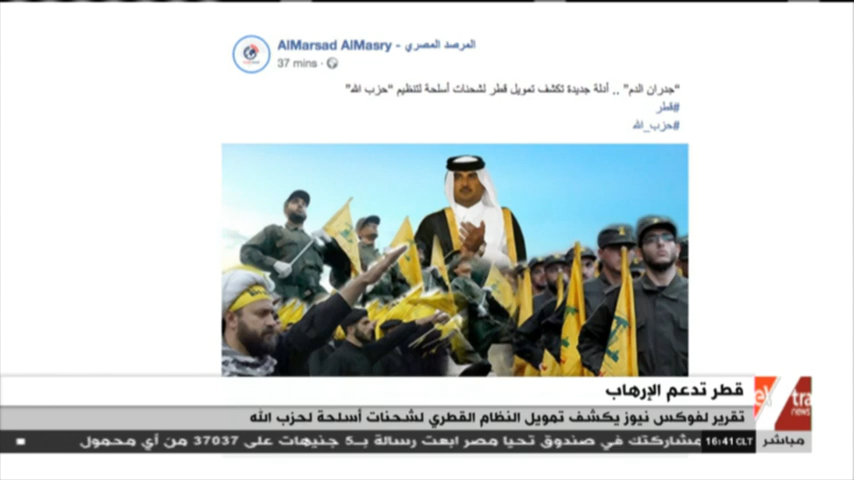 AlMarsad AlMasry - المرصد المصري
37 mins ·
"جدران الدم" .. أدلة جديدة تكشف تمويل قطر لشحنات أسلحة لتنظيم "حزب الله"
#قطر
#حزب_الله
قطر تدعم الإرهاب
extra
news
تقرير لفوكس نيوز يكشف تمويل النظام القطري لشحنات أسلحة لحزب الله
مباشر
16:41 CLT
مشاركتك في صندوق تحيا مصر ابعت رسالة بـ5 جنيهات على 37037 من أي محمول